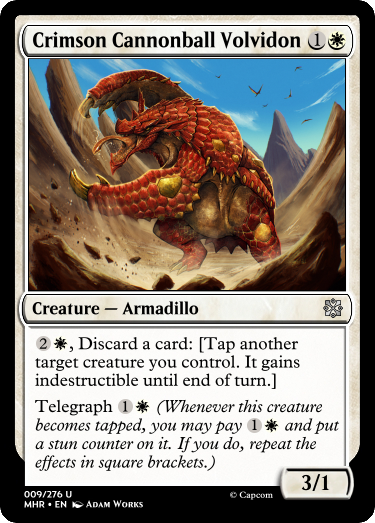 Crimson Cannonball Volvidon 1
Creature — Armadillo
2, Discard a card: [Tap another
target creature you control. It gains
indestructible until end of turn.]
Telegraph 1 (Whenever this creature
becomes tapped, you may pay 1 and put
a stun counter on it. If you do, repeat the
effects in square brackets.)
3/1
009/276 U
MHR • EN Adam Works
© Capcom